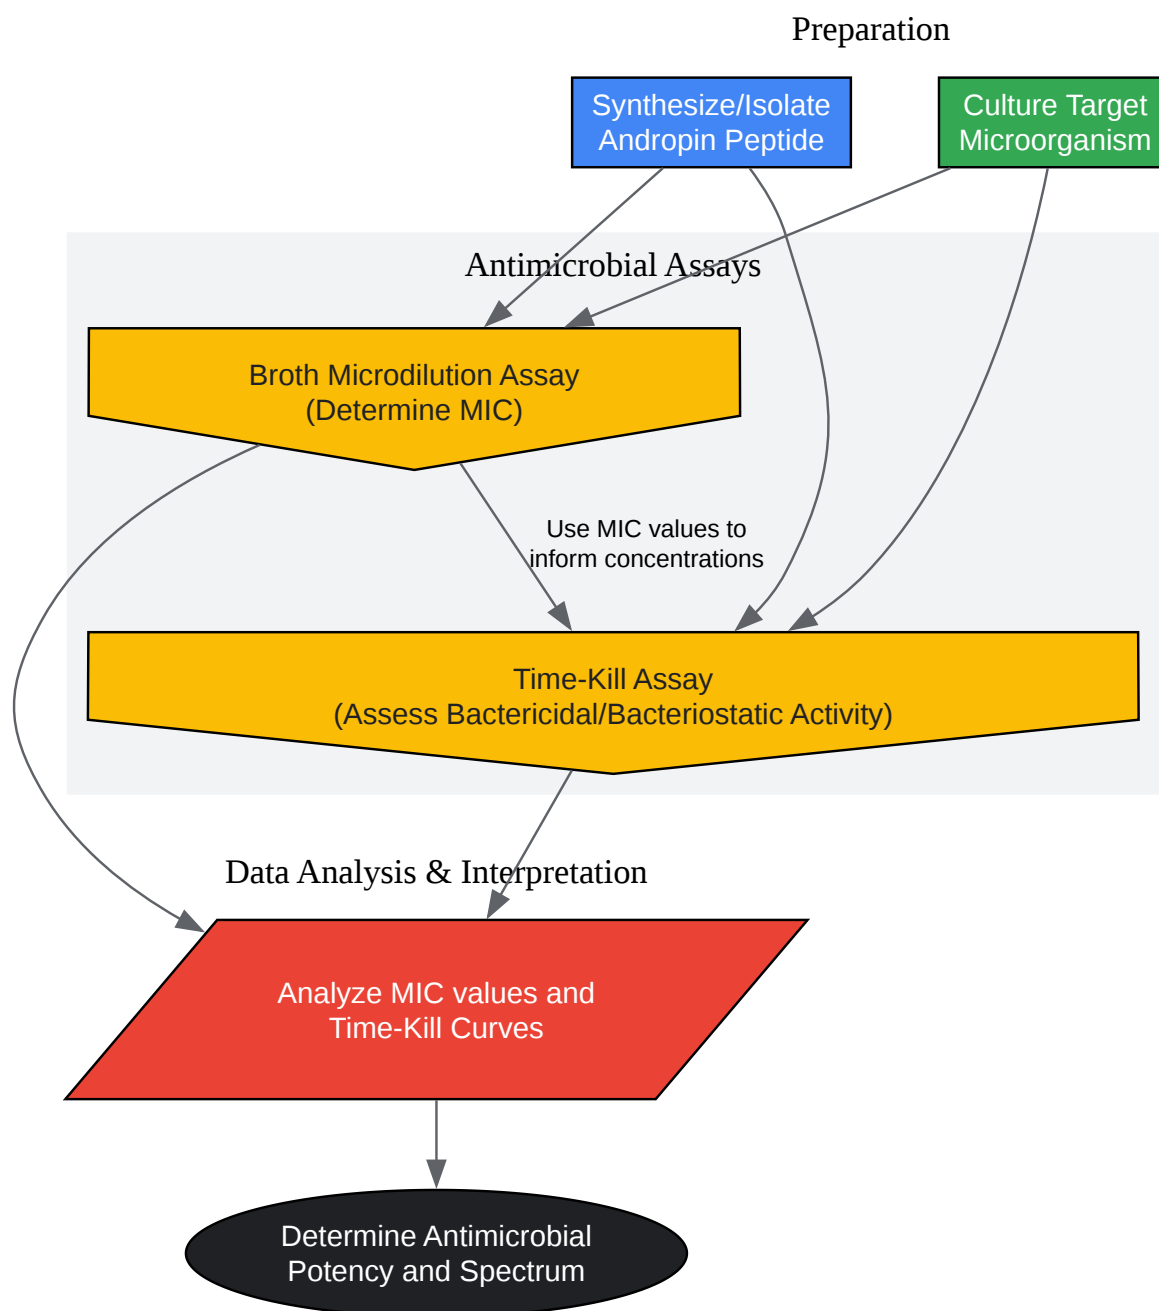 Preparation
Synthesize/Isolate
Andropin Peptide
Culture Target
Microorganism
Antimicrobial Assays
Broth Microdilution Assay
(Determine MIC)
Use MIC values to
inform concentrations
Time-Kill Assay
(Assess Bactericidal/Bacteriostatic Activity)
Data Analysis & Interpretation
Analyze MIC values and
Time-Kill Curves
Determine Antimicrobial
Potency and Spectrum